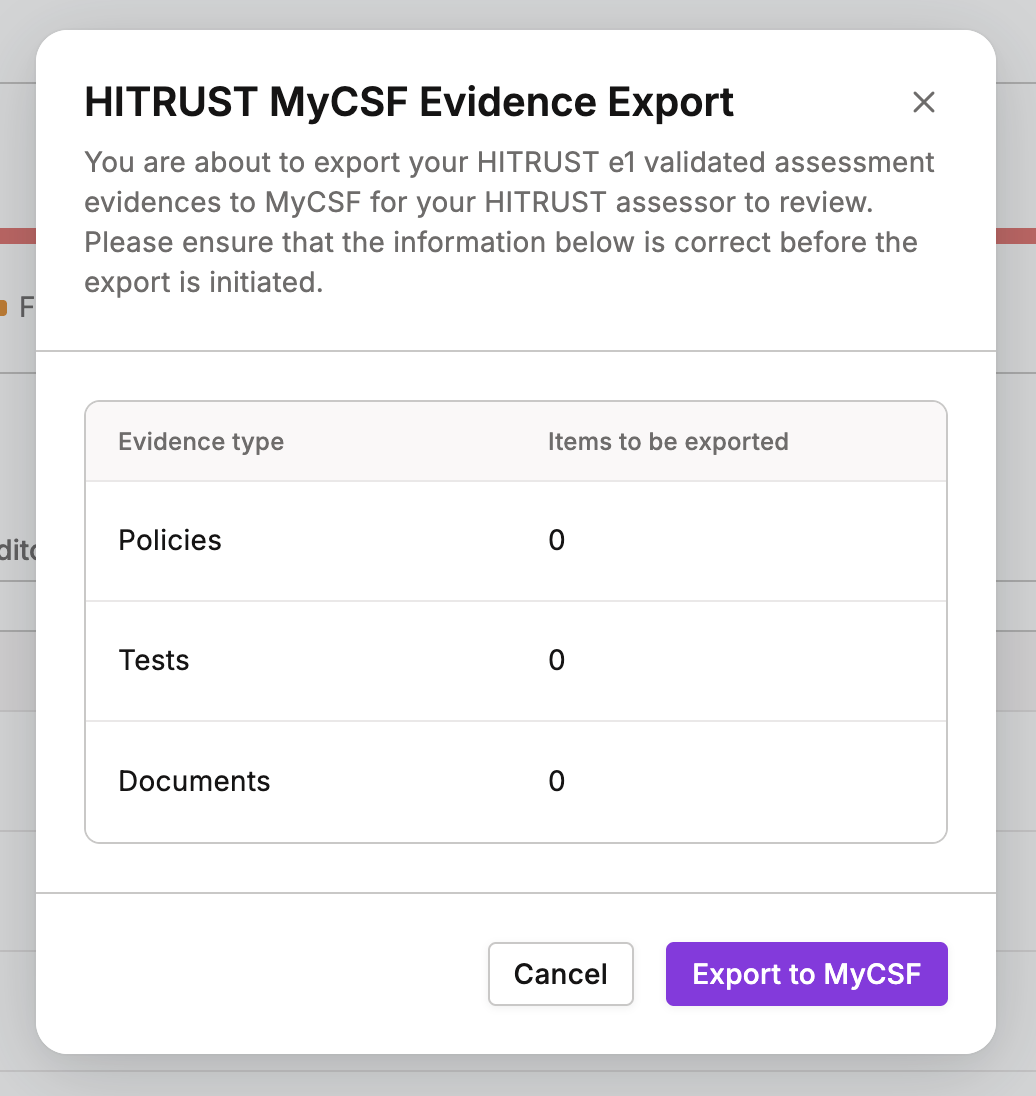 HITRUST MyCSF Evidence Export
You are about to export your HITRUST e1 validated assessment
evidences to MyCSF for your HITRUST assessor to review.
Please ensure that the information below is correct before the
export is initiated.
Evidence type Items to be exported
Policies 0
Tests 0
Documents 0
Cancel Export to MyCSF